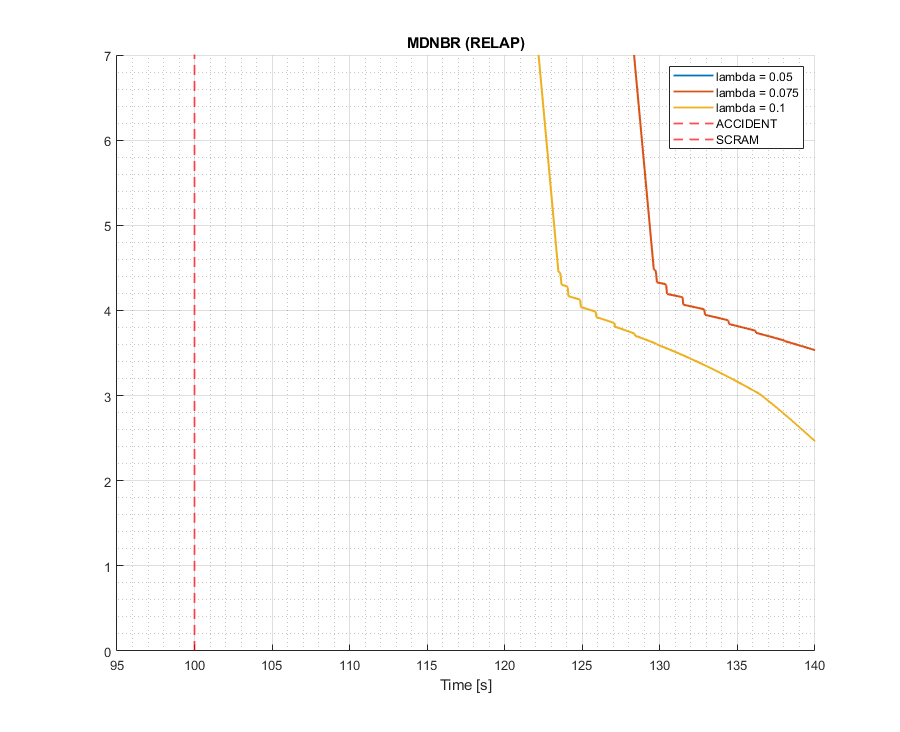 MDNBR (RELAP)
7
6
5
4
3
2
1
0
lambda = 0.05
lambda = 0.075
lambda = 0.1
ACCIDENT
SCRAM
95 100 105 110 115 120 125 130 135 140
Time [s]